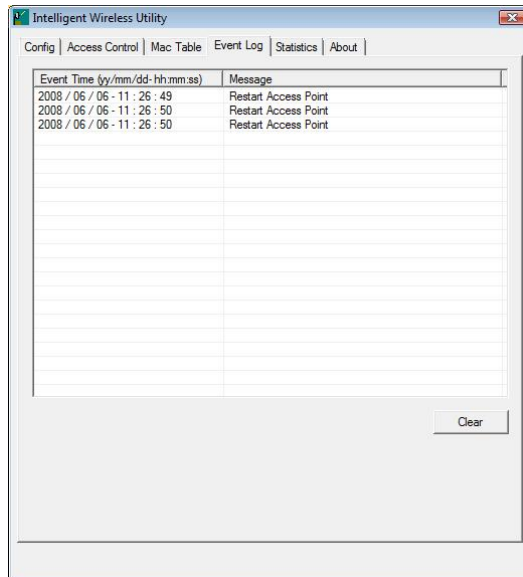 Intelligent Wireless Utility
Config Access Control Mac Table Event Log Statistics About
Event Time (yy/mm/dd- hh:mm:ss) Message
2008 / 06 / 06 - 11 : 26 : 49 Restart Access Point
2008 / 06 / 06 - 11 : 26 : 50 Restart Access Point
2008 / 06 / 06 - 11 : 26 : 50 Restart Access Point
Clear